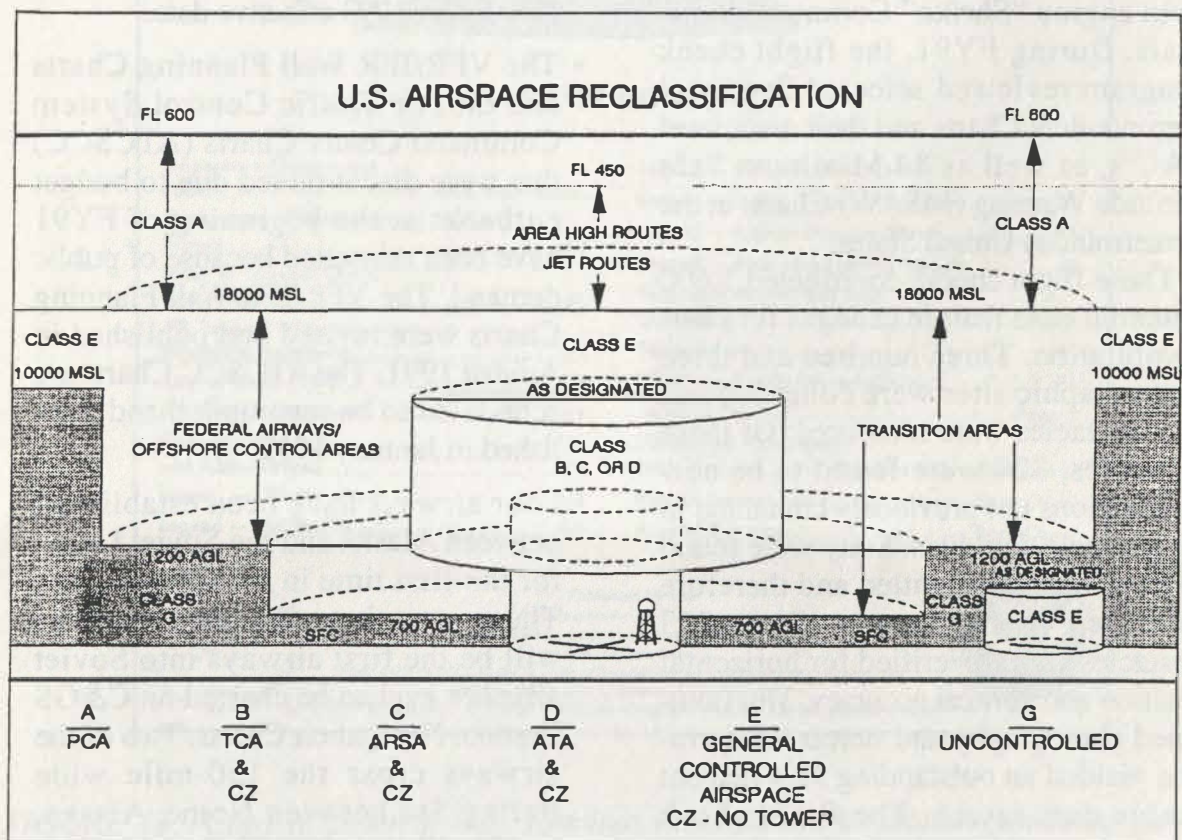 U.S. AIRSPACE RECLASSIFICATION
FL 600
FL 800
FL 450
CLASS A
AREA HIGH ROUTES
JET ROUTES
CLASS A
18000 MSL
18000 MSL
CLASS E
10000 MSL
CLASS E
CLASS E
10000 MSL
AS DESIGNATED
FEDERAL AIRWAYS/
OFFSHORE CONTROL AREAS
CLASS
B, C, OR D
TRANSITION AREAS
1200 AGL
1200 AGL
AS DESIGNATED
CLASS
G
CLASS
G
CLASS E
700 AGL
700 AGL
SFC
SFC
A
PCA
B
TCA
&
CZ
C
ARSA
&
CZ
D
ATA
&
CZ
E
GENERAL
CONTROLLED
AIRSPACE
CZ - NO TOWER
G
UNCONTROLLED